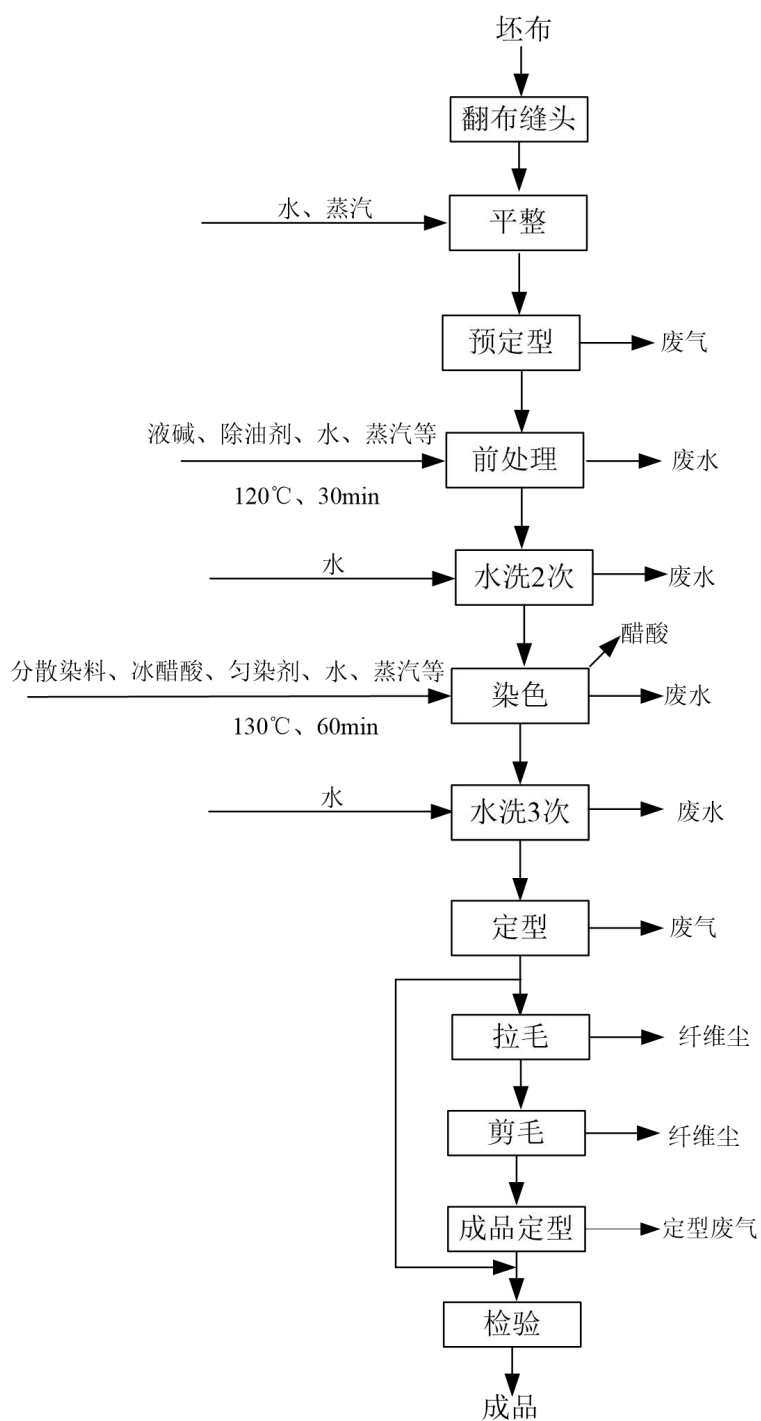 坯布
翻布缝头
水、蒸汽
平整
预定型
废气
液碱、除油剂、水、蒸汽等
前处理
废水
120℃、30min
水
水洗2次
废水
醋酸
分散染料、冰醋酸、匀染剂、水、蒸汽等
染色
废水
130℃、60min
水
水洗3次
废水
定型
废气
拉毛
纤维尘
剪毛
纤维尘
成品定型
定型废气
检验
成品